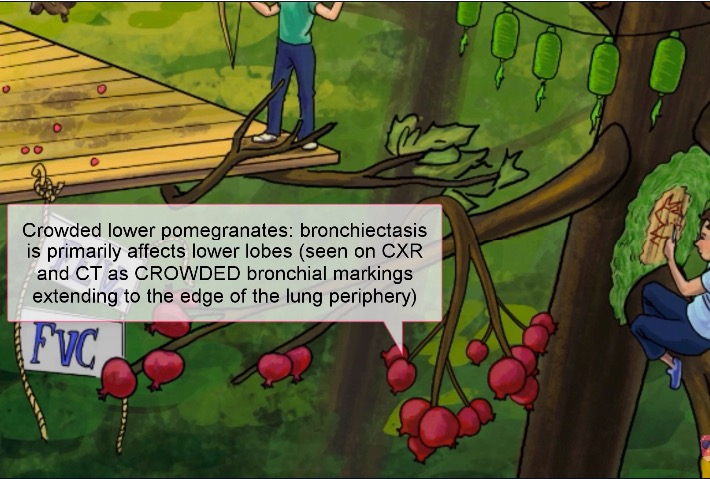 Crowded lower pomegranates: bronchiectasis
is primarily affects lower lobes (seen on CXR
and CT as CROWDED bronchial markings
extending to the edge of the lung periphery)
FVC